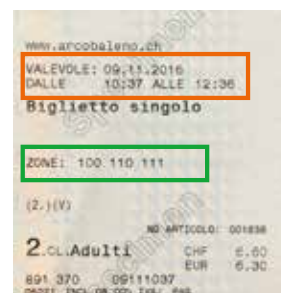 www.arcobaleno.ch
VALEVOLE: 09.11.2016
DALLE 10:37 ALLE 12:36
Biglietto singolo
ZONE: 100 110 111
(2.)(V)
NO ARTICOLO: 001838
2.CL.Adulti CHF 6.60
EUR 6.30
891 370 09111037